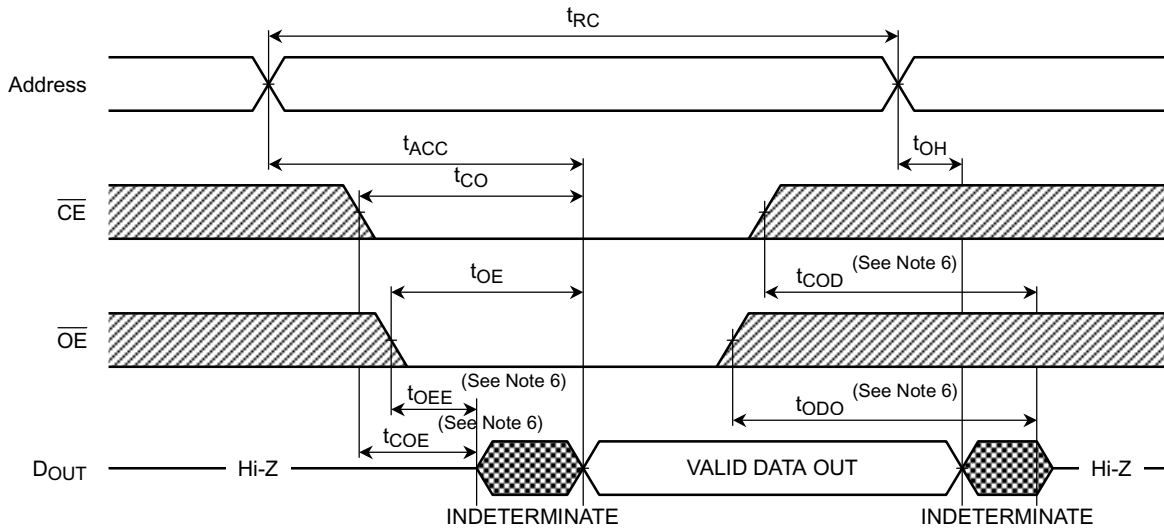 tRC
Address
tACC
tOH
tCO
CE
tOE
tCOD (See Note 6)
OE
tOEE (See Note 6)
tODO (See Note 6)
tCOE (See Note 6)
DOUT
Hi-Z
VALID DATA OUT
Hi-Z
INDETERMINATE
INDETERMINATE